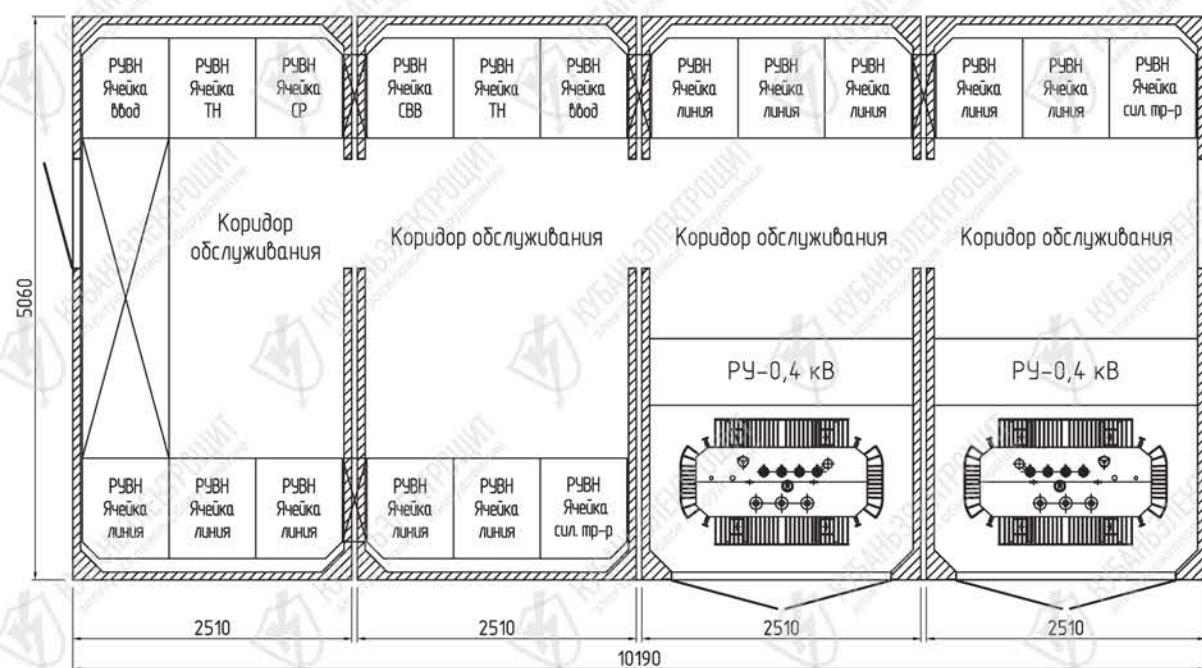 РУВН
Ячейка
ввод
РУВН
Ячейка
ТН
РУВН
Ячейка
СР
РУВН
Ячейка
СВВ
РУВН
Ячейка
ТН
РУВН
Ячейка
ввод
РУВН
Ячейка
линия
РУВН
Ячейка
линия
РУВН
Ячейка
линия
РУВН
Ячейка
линия
РУВН
Ячейка
линия
РУВН
Ячейка
сил. тр-р
Коридор
обслуживания
Коридор обслуживания
Коридор обслуживания
Коридор обслуживания
5060
РУ-0,4 кВ
РУ-0,4 кВ
РУВН
Ячейка
линия
РУВН
Ячейка
линия
РУВН
Ячейка
линия
РУВН
Ячейка
линия
РУВН
Ячейка
линия
РУВН
Ячейка
сил. тр-р
2510
2510
2510
2510
10190
КУБАНЬЭЛЕКТРОЩИТ
электрощитовое оборудование